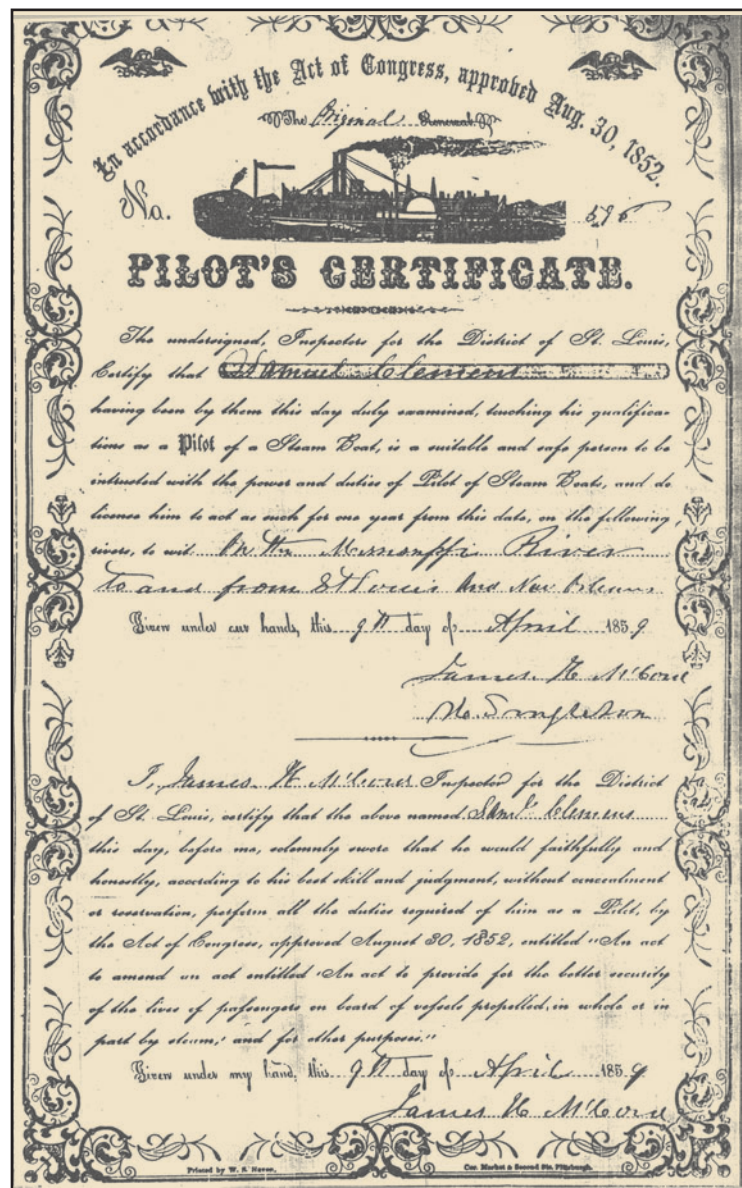 In accordance with the Act of Congress, approved Aug. 30, 1852.
The Original Renewal.
No. 596
PILOT'S CERTIFICATE.
The undersigned, Inspectors for the District of St. Louis,
Certify that Samuel Clemens
having been by them this day duly examined, touching his qualifica-
tions as a Pilot of a Steam Boat, is a suitable and safe person to be
intrusted with the power and duties of Pilot of Steam Boats, and do
license him to act as such for one year from this date, on the following
rivers, to wit On the Mississippi River
to and from St Louis And New Orleans
Given under our hands, this 9th day of April 1859
James H McCord
Singleton
I, James H McCord Inspector for the District
of St. Louis, certify that the above named Saml Clemens
this day, before me, solemnly swore that he would faithfully and
honestly, according to his best skill and judgment, without concealment
or reservation, perform all the duties required of him as a Pilot, by
the Act of Congress, approved August 30, 1852, entitled "An act
to amend an act entitled 'An act to provide for the better security
of the lives of passengers on board of vessels propelled, in whole or in
part by steam,' and for other purposes."
Given under my hand, this 9th day of April 1859
James H McCord
Printed by W. S. Haven, Cor. Market & Second Sts. Pittsburgh.